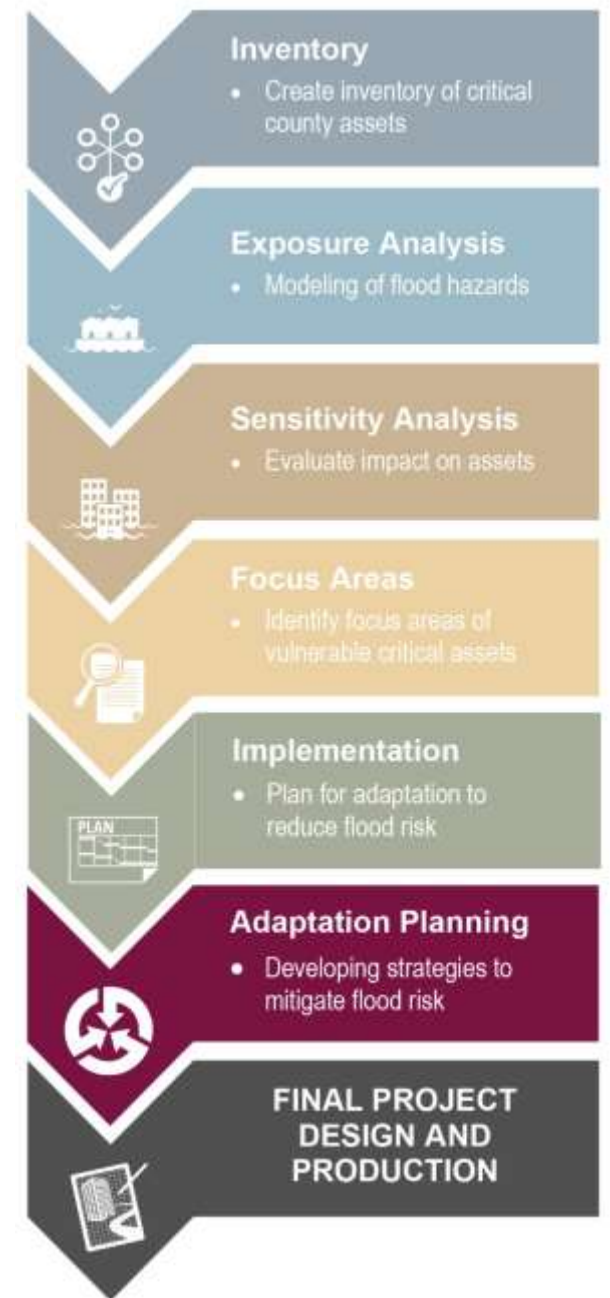 Inventory
• Create inventory of critical
county assets
Exposure Analysis
• Modeling of flood hazards
Sensitivity Analysis
• Evaluate impact on assets
Focus Areas
• Identify focus areas of
vulnerable critical assets
Implementation
• Plan for adaptation to
reduce flood risk
PLAN
Adaptation Planning
• Developing strategies to
mitigate flood risk
FINAL PROJECT
DESIGN AND
PRODUCTION